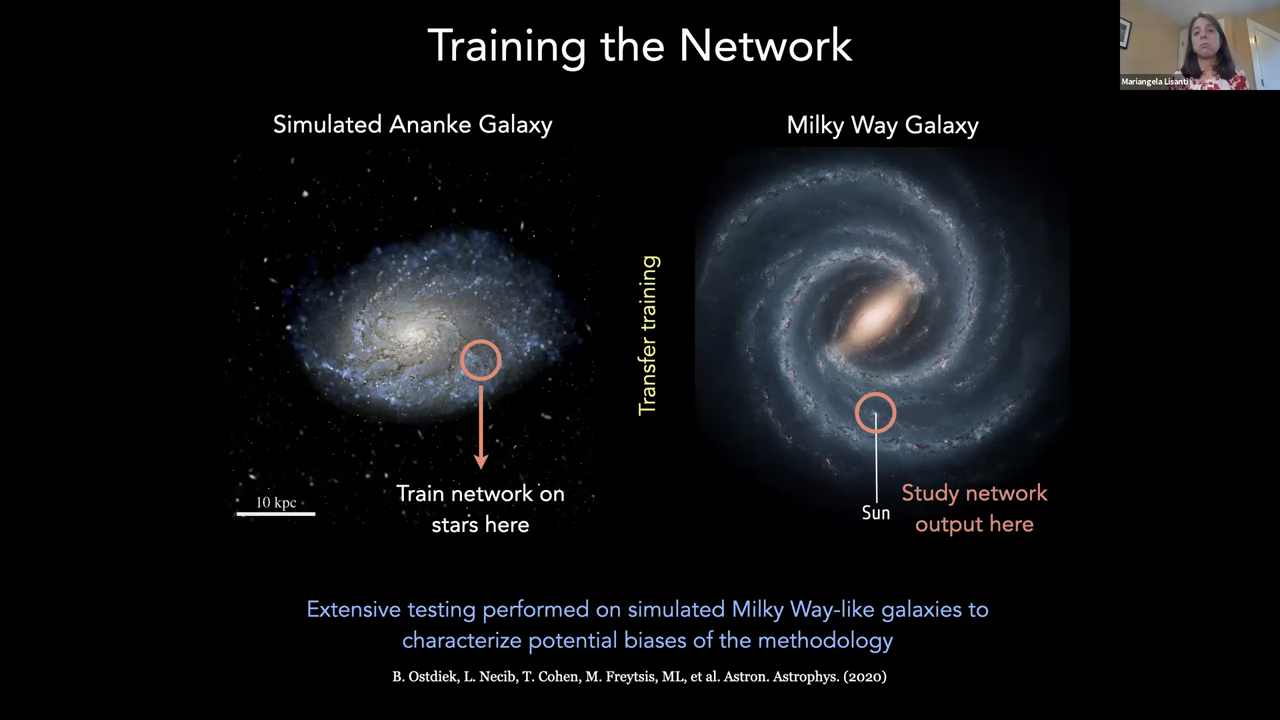 Training the Network
Mariangela Lisanti
Simulated Ananke Galaxy
Milky Way Galaxy
Transfer training
10 kpc
Train network on
stars here
Sun
Study network
output here
Extensive testing performed on simulated Milky Way-like galaxies to
characterize potential biases of the methodology
B. Ostdiek, L. Necib, T. Cohen, M. Freytsis, ML, et al. Astron. Astrophys. (2020)